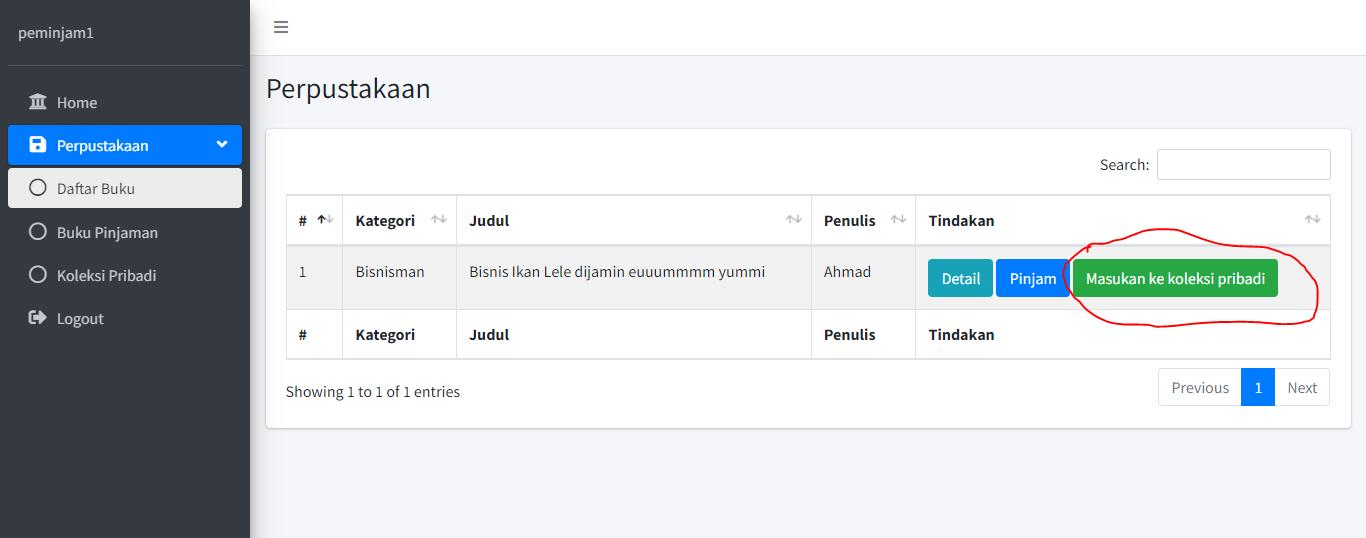 peminjam1
Home
Perpustakaan
Daftar Buku
Buku Pinjaman
Koleksi Pribadi
Logout
Perpustakaan
Search:
# Kategori Judul Penulis Tindakan
1 Bisnisman Bisnis Ikan Lele dijamin euuummmm yummi Ahmad Detail Pinjam Masukan ke koleksi pribadi
# Kategori Judul Penulis Tindakan
Showing 1 to 1 of 1 entries
Previous 1 Next